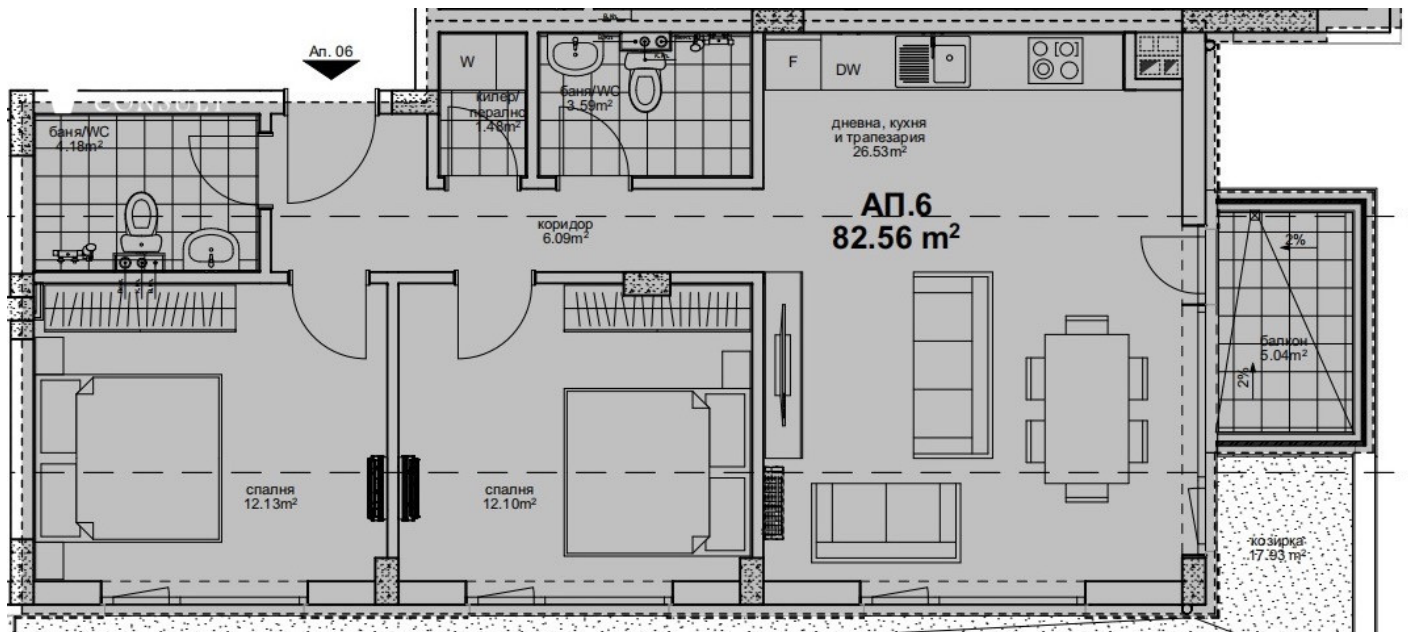 Ап. 06
CONSULT
W
килер/
перално
1.48m²
баня/WC
3.59m²
F
DW
дневна, кухня
и трапезария
26.53m²
баня/WC
4.18m²
АП.6
82.56 m²
коридор
6.09m²
2%
балкон
5.04m²
2%
спалня
12.13m²
спалня
12.10m²
козирка
17.93 m²